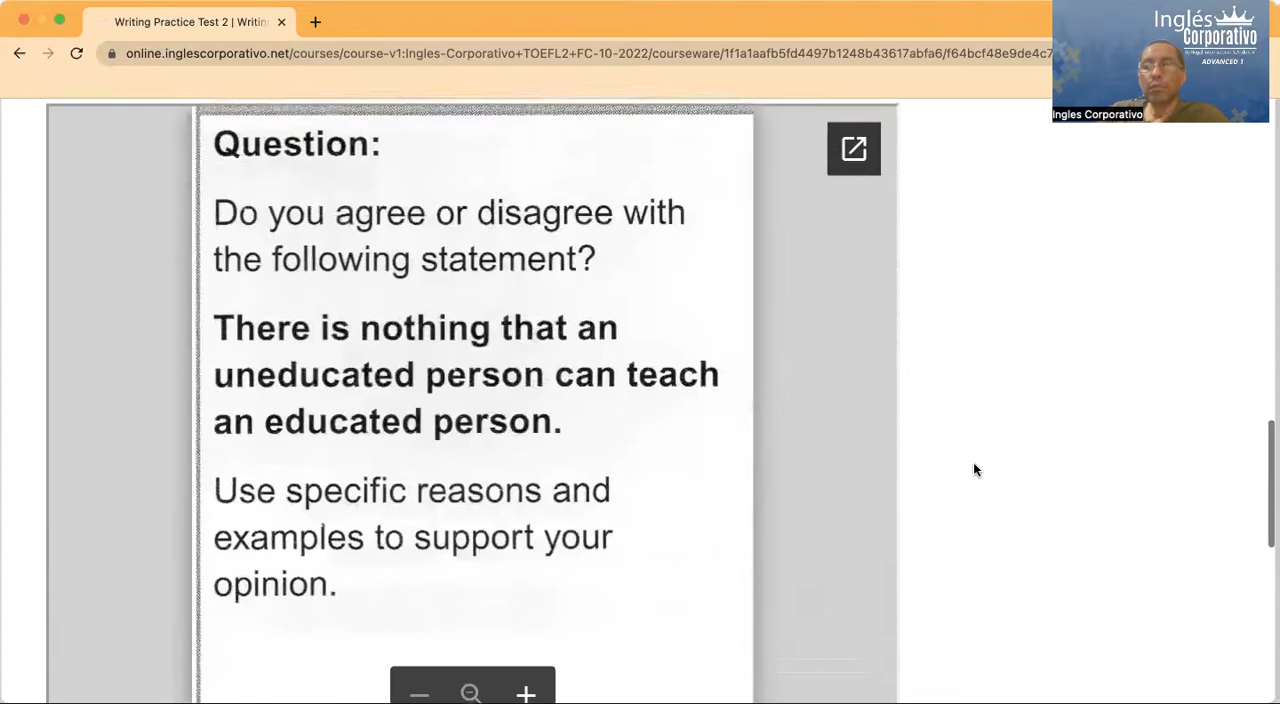 Writing Practice Test 2 | Writin
online.inglescorporativo.net/courses/course-v1:Ingles-Corporativo+TOEFL2+FC-10-2022/courseware/1f1a1aafb5fd4497b1248b43617abfa6/f64bcf48e9de4c7
Inglés
Corporativo
ADVANCED 1
Ingles Corporativo
Question:
Do you agree or disagree with
the following statement?
There is nothing that an
uneducated person can teach
an educated person.
Use specific reasons and
examples to support your
opinion.